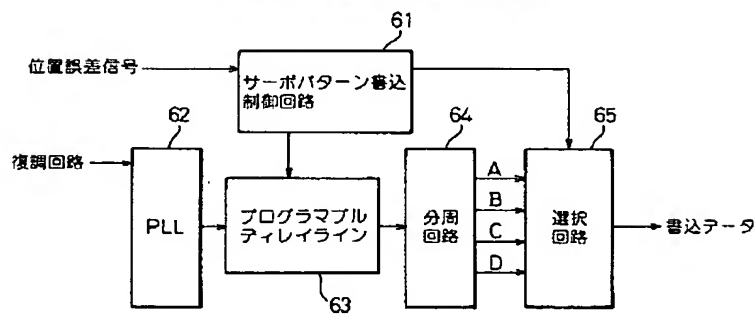 61
位置誤差信号
サーボパターン書込
制御回路
62
64
65
復調回路
PLL
プログラマブル
ディレイライン
63
分周
回路
A
B
C
D
選択
回路
書込データ